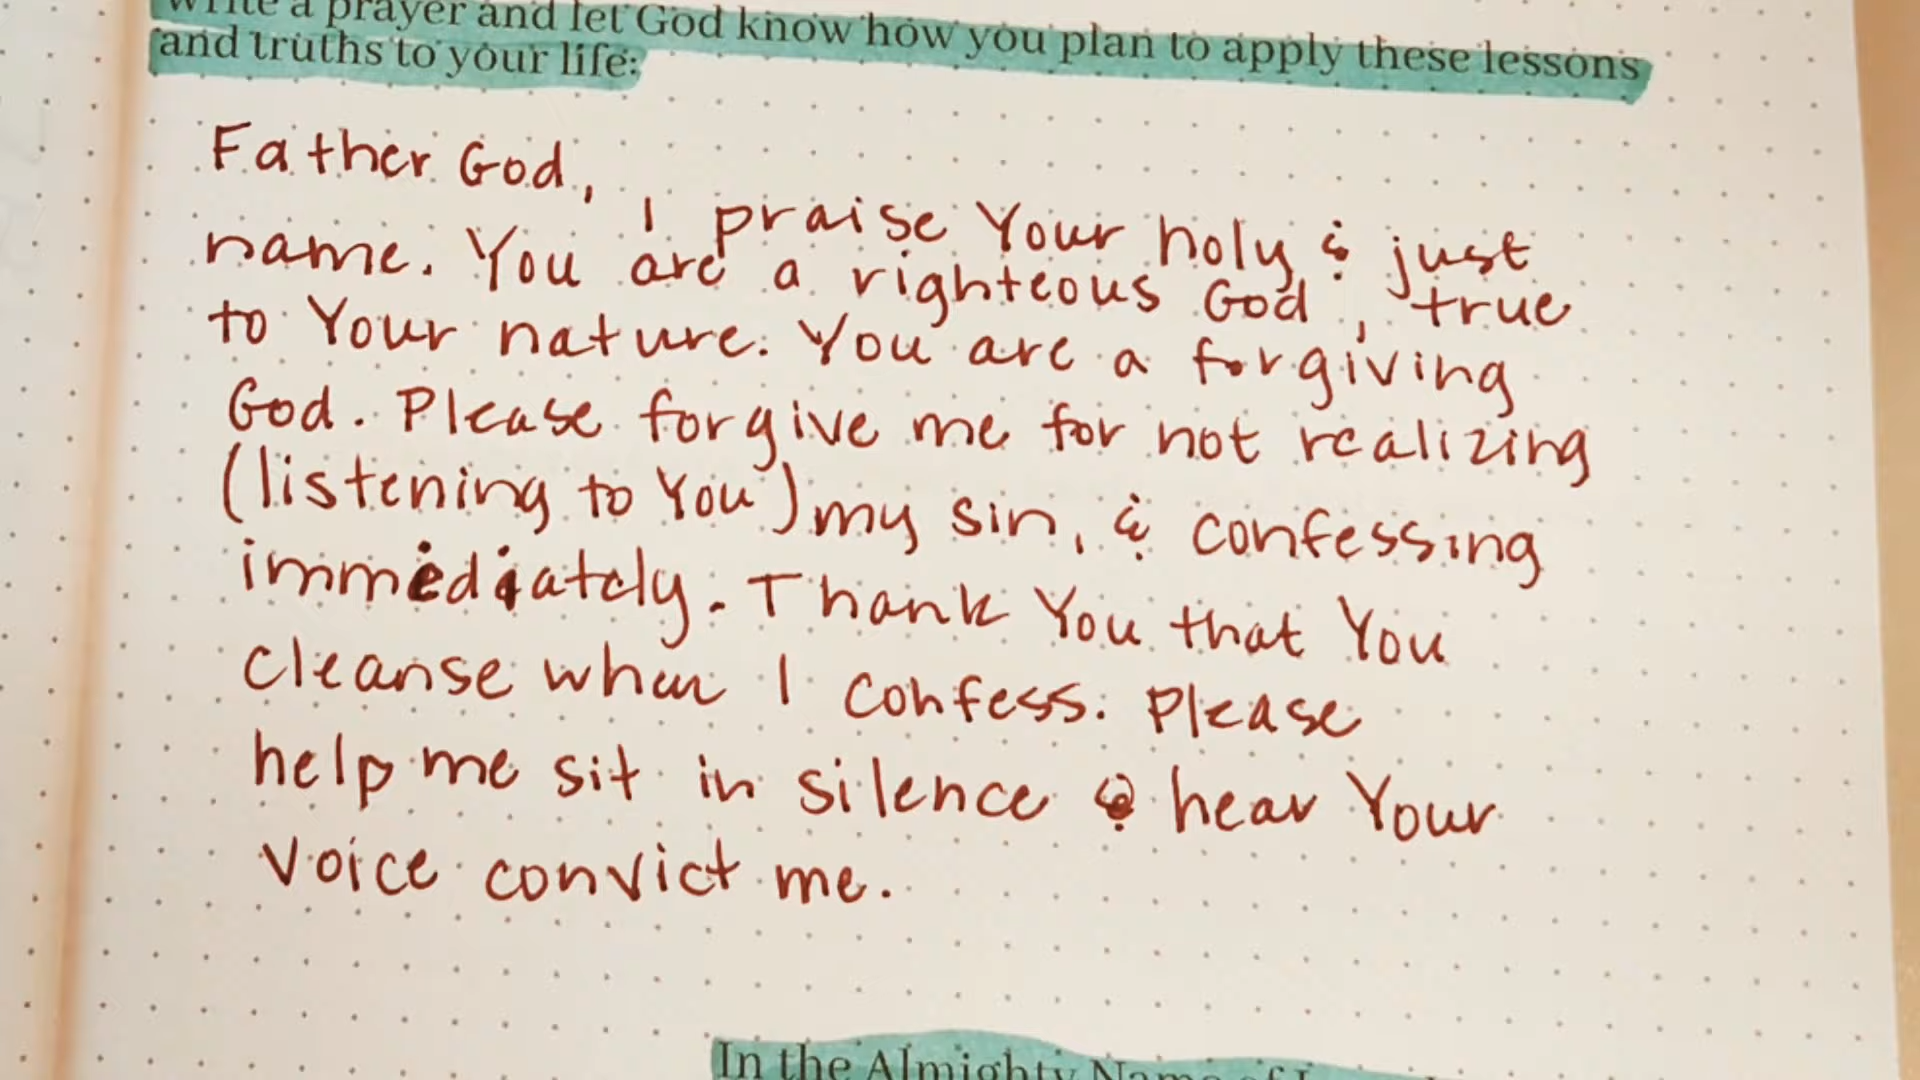 write a prayer and let God know how you plan to apply these lessons
and truths to your life:
Father God,
I praise Your holy & just
name. You are a righteous God, true
to Your nature. You are a forgiving
God. Please forgive me for not realizing
(listening to You) my sin, & confessing
immediately. Thank You that You
cleanse when I confess. Please
help me sit in silence & hear Your
voice convict me.
In the Almighty Name of